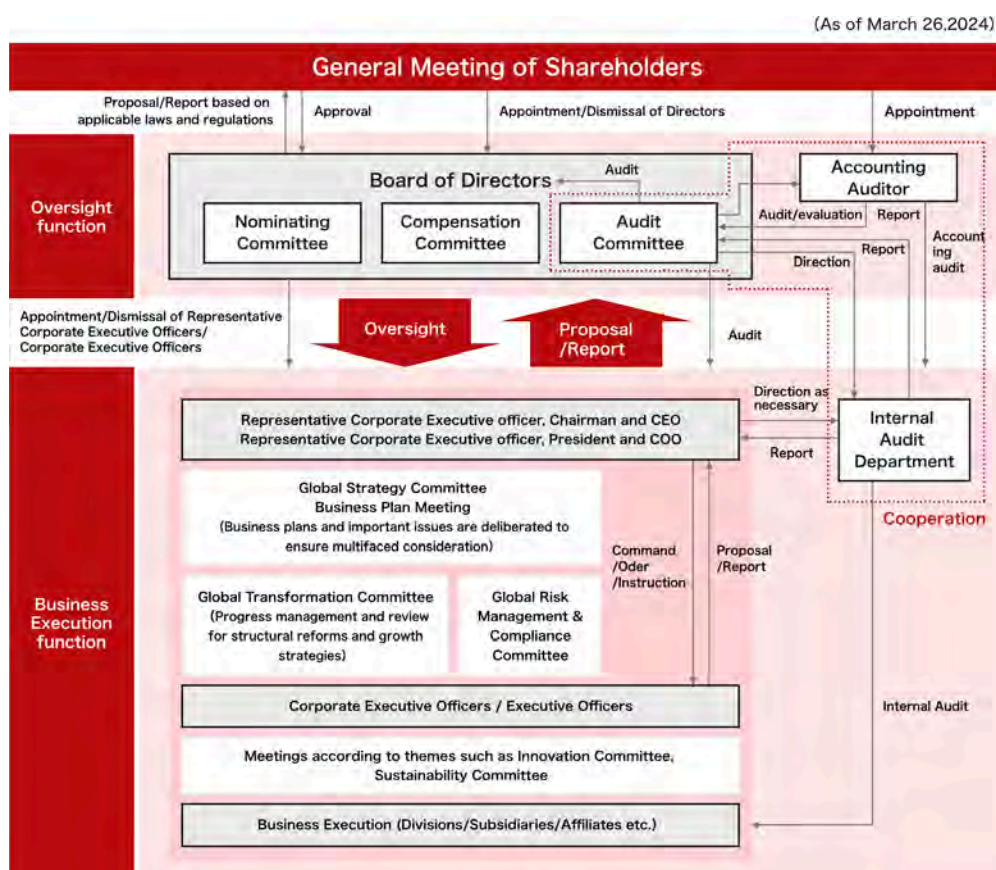 (As of March 26,2024)
General Meeting of Shareholders
Proposal/Report based on
applicable laws and regulations
Approval
Appointment/Dismissal of Directors
Appointment
Oversight
function
Board of Directors
Audit
Accounting
Auditor
Nominating
Committee
Compensation
Committee
Audit
Committee
Audit/evaluation
Report
Report
Direction
Account
ing
audit
Appointment/Dismissal of Representative
Corporate Executive Officers/
Corporate Executive Officers
Oversight
Proposal
/Report
Audit
Business
Execution
function
Representative Corporate Executive officer, Chairman and CEO
Representative Corporate Executive officer, President and COO
Direction as
necessary
Report
Internal
Audit
Department
Cooperation
Global Strategy Committee
Business Plan Meeting
(Business plans and important issues are deliberated to
ensure multifaced consideration)
Command
/Oder
/Instruction
Proposal
/Report
Global Transformation Committee
(Progress management and review
for structural reforms and growth
strategies)
Global Risk
Management &
Compliance
Committee
Corporate Executive Officers / Executive Officers
Internal Audit
Meetings according to themes such as Innovation Committee,
Sustainability Committee
Business Execution (Divisions/Subsidiaries/Affiliates etc.)